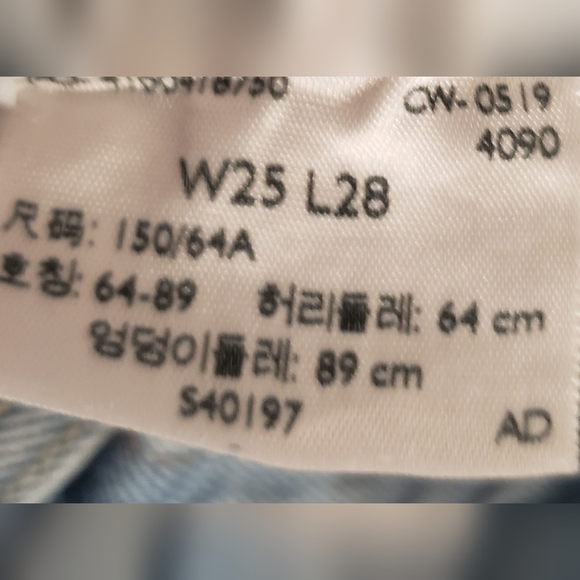 CW- 0519
4090
W25 L28
尺码: 150/64A
호칭: 64-89 허리둘레: 64 cm
엉덩이둘레: 89 cm
S40197
AD